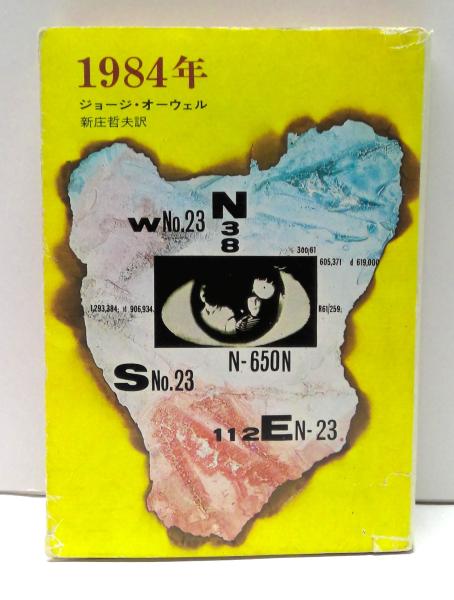 1984年
ジョージ・オーウェル
新庄哲夫訳
N
38
W No.23
300/61
605,371 d 619,000
1,293,384, d 906,934.
R61/259,
N-650N
S No.23
112EN-23